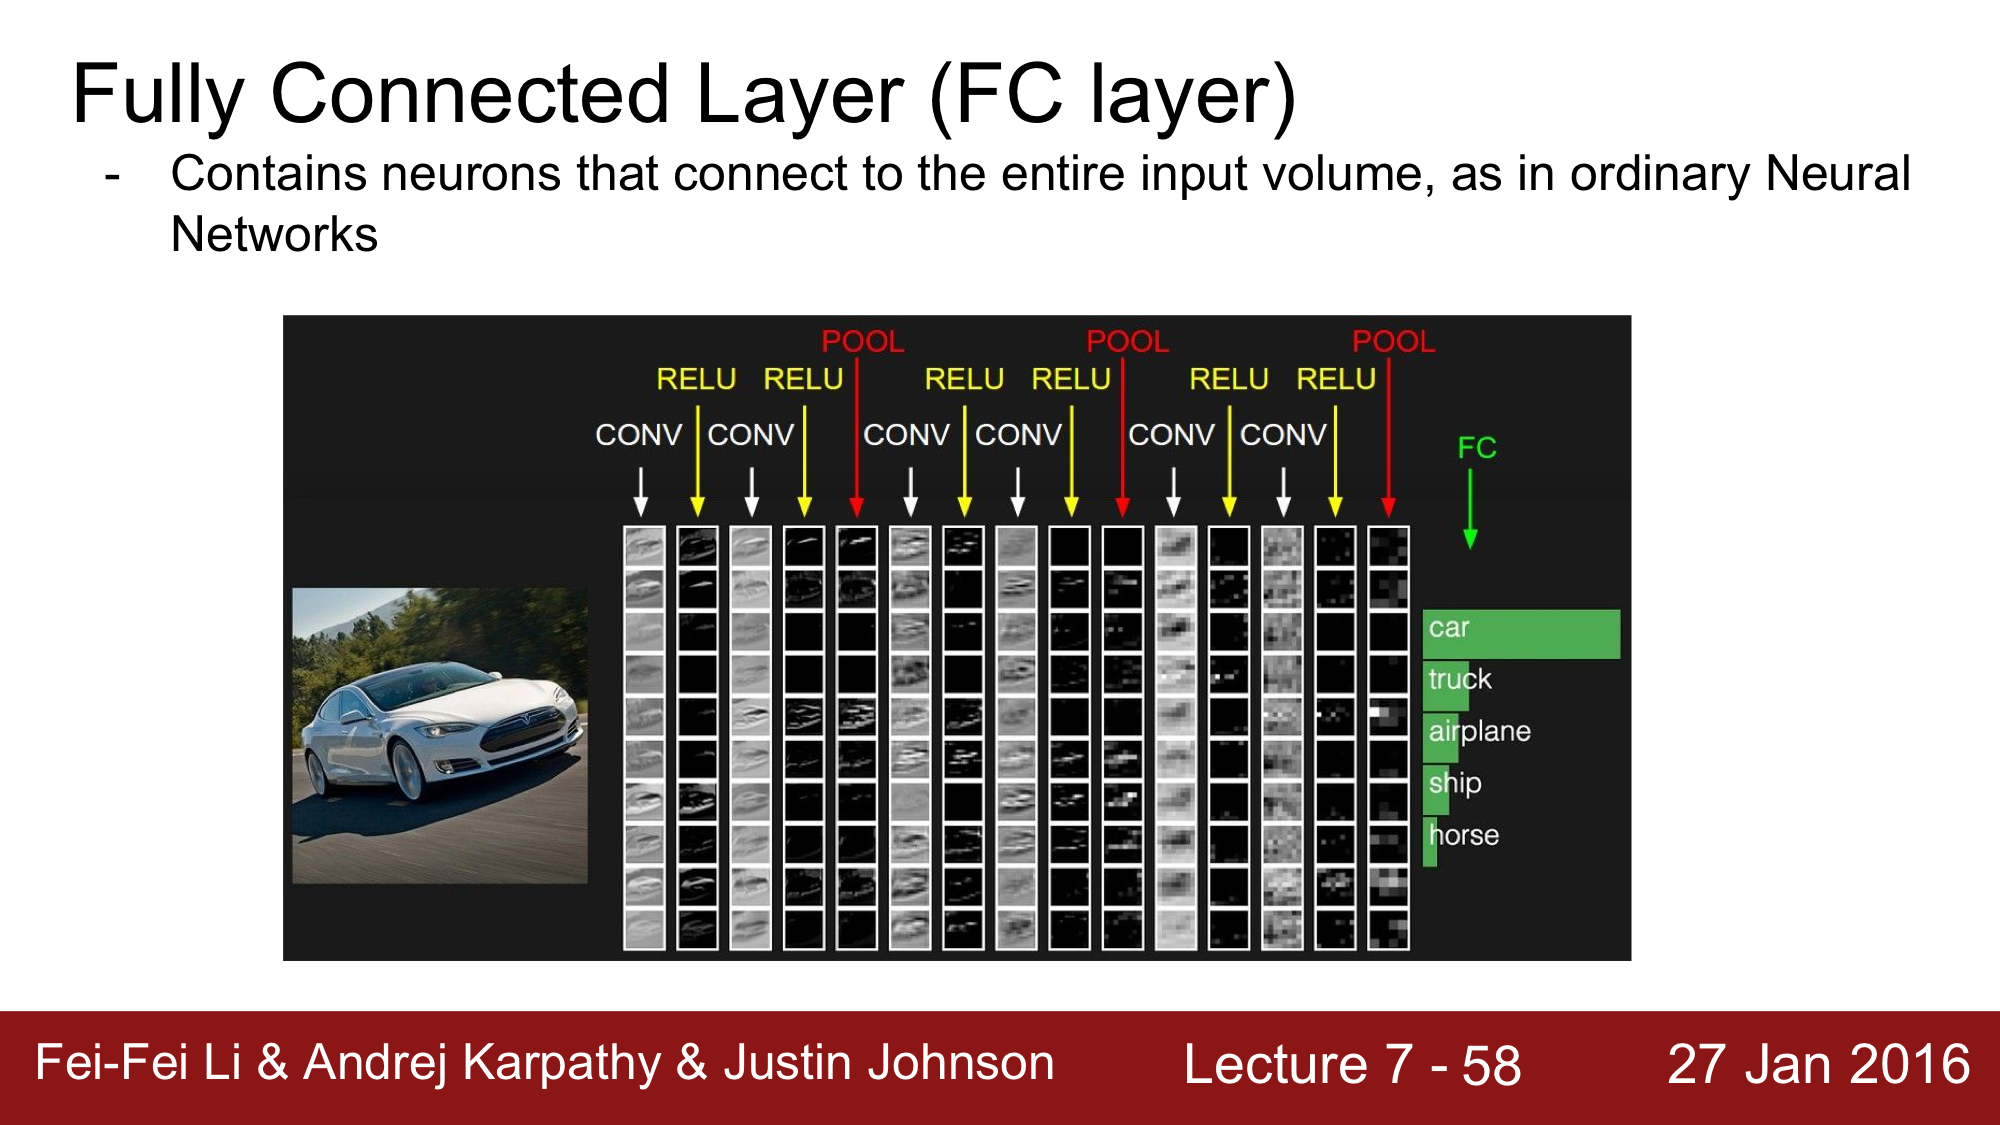 Fully Connected Layer (FC layer)
- Contains neurons that connect to the entire input volume, as in ordinary Neural
Networks
POOL POOL POOL
RELU RELU RELU RELU RELU RELU
CONV CONV CONV CONV CONV CONV
FC
car
truck
airplane
ship
horse
Fei-Fei Li & Andrej Karpathy & Justin Johnson Lecture 7 - 58 27 Jan 2016